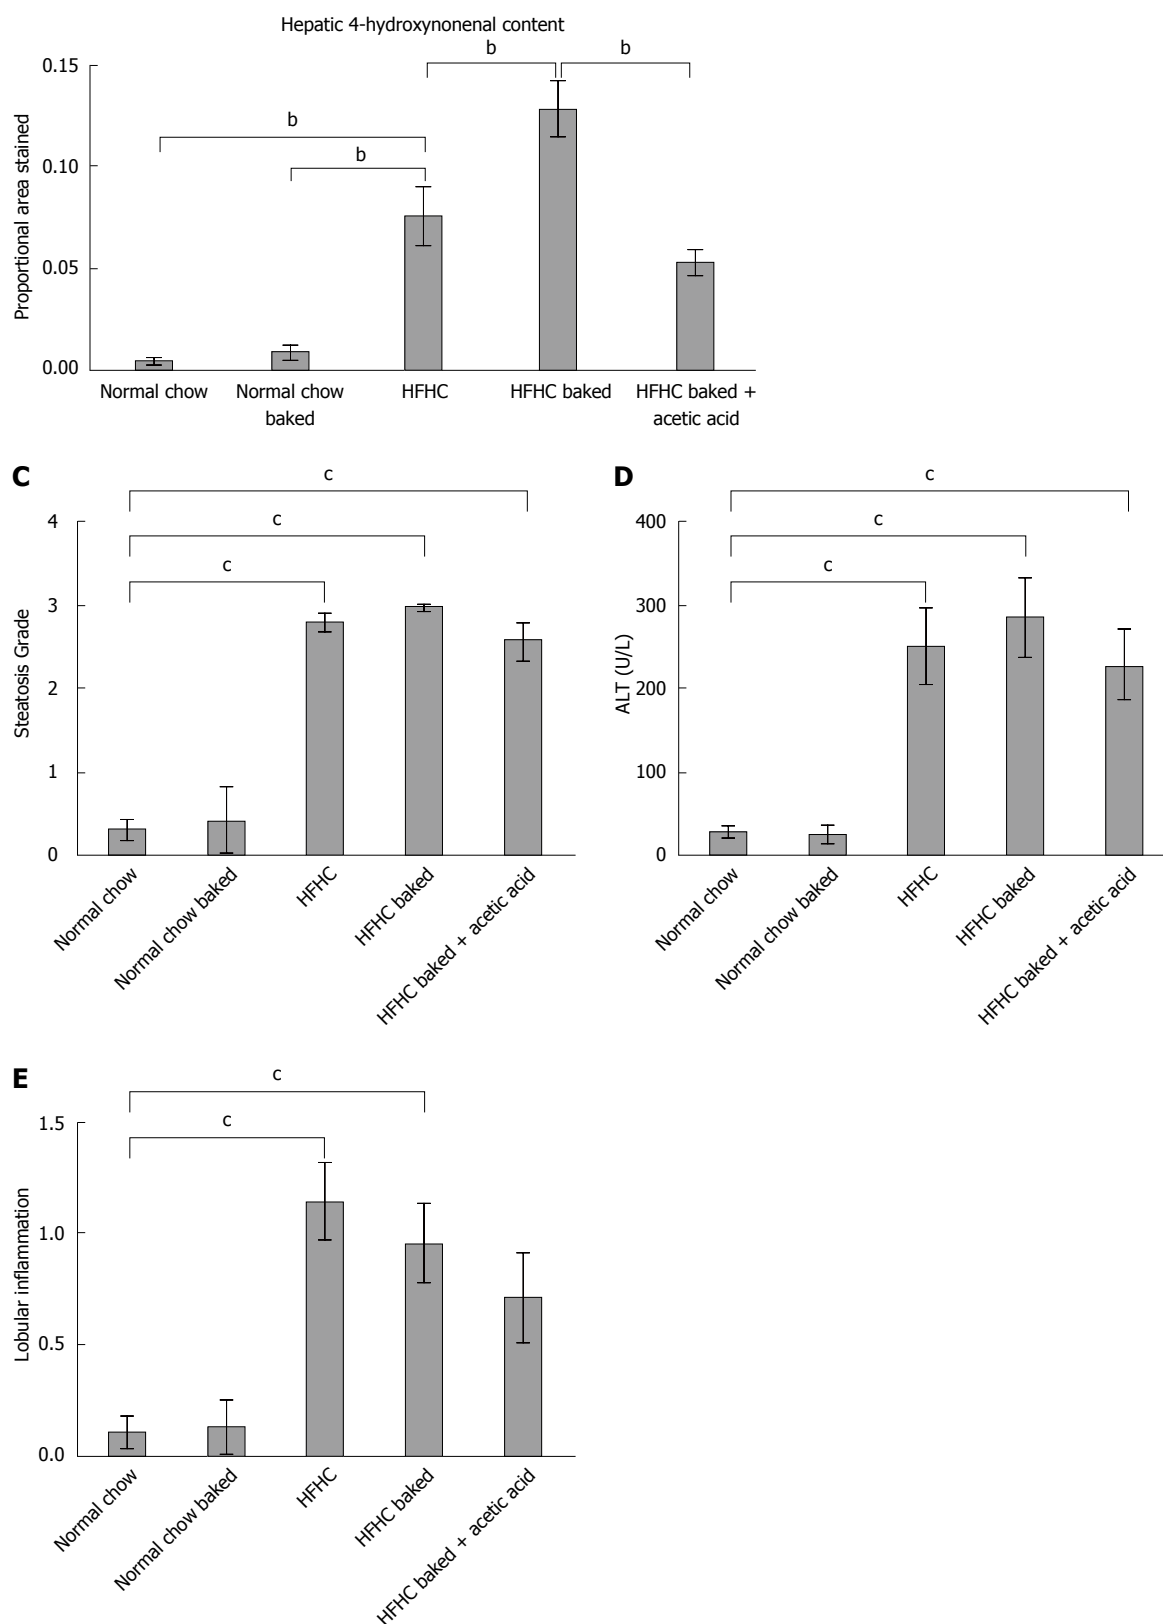 Hepatic 4-hydroxynonenal content
b
b
b
b
0.15
0.10
0.05
0.00
Proportional area stained
Normal chow
Normal chow
baked
HFHC
HFHC baked
HFHC baked +
acetic acid
C
c
c
c
4
3
2
1
0
Steatosis Grade
Normal chow
Normal chow baked
HFHC
HFHC baked
HFHC baked + acetic acid
D
c
c
c
400
300
200
100
0
ALT (U/L)
Normal chow
Normal chow baked
HFHC
HFHC baked
HFHC baked + acetic acid
E
c
c
1.5
1.0
0.5
0.0
Lobular inflammation
Normal chow
Normal chow baked
HFHC
HFHC baked
HFHC baked + acetic acid